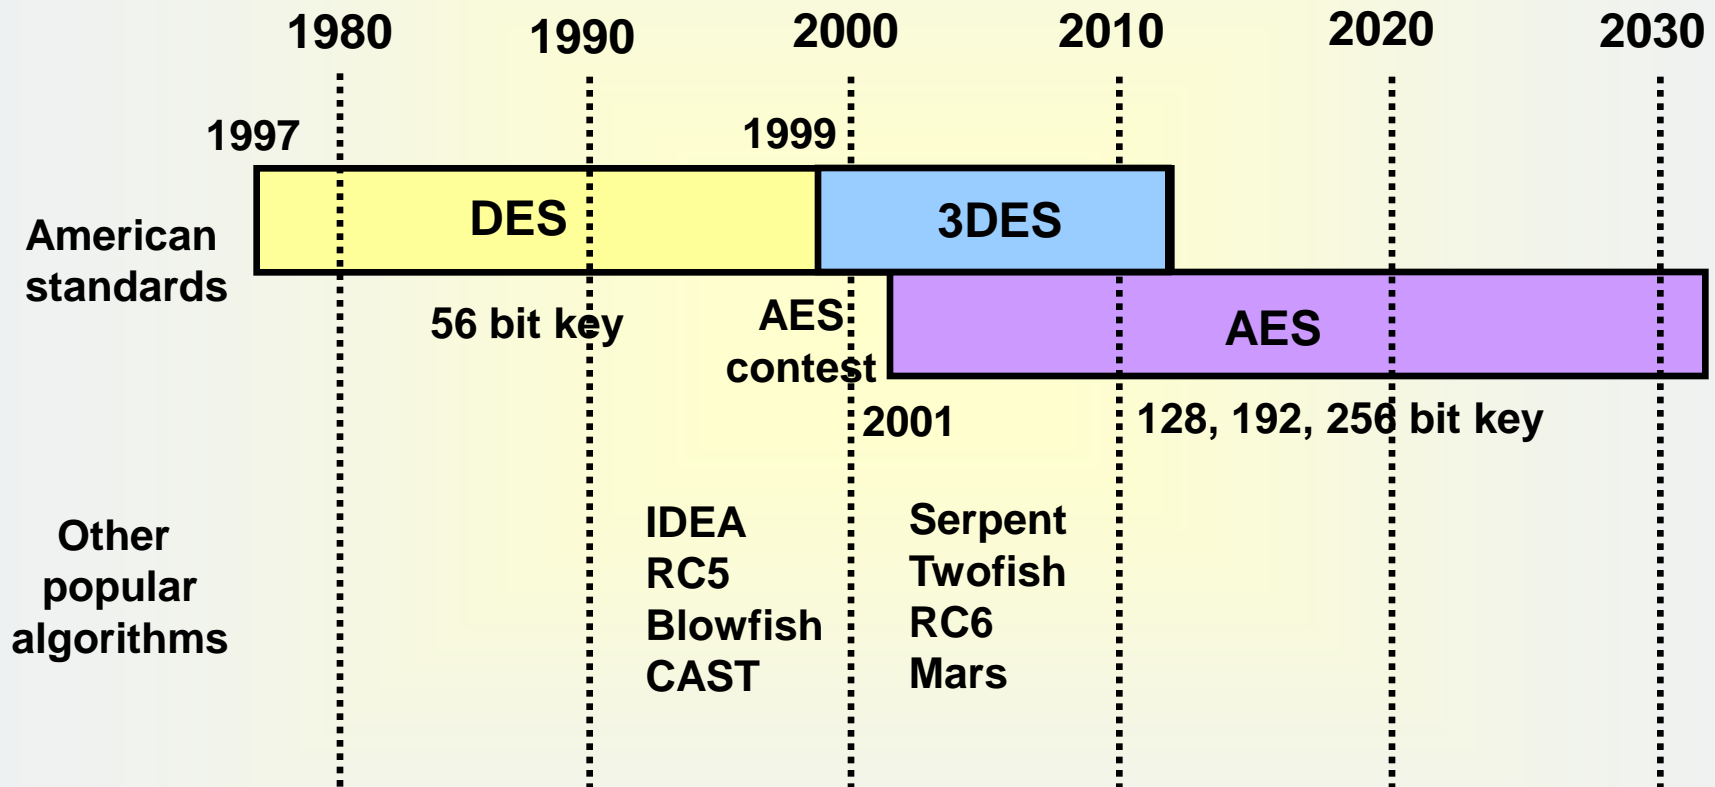 1980 1990 2000 2010 2020 2030
1997 1999
DES 3DES
American
standards
56 bit key
AES
contest
AES
2001
128, 192, 256 bit key
Other
popular
algorithms
IDEA
RC5
Blowfish
CAST
Serpent
Twofish
RC6
Mars